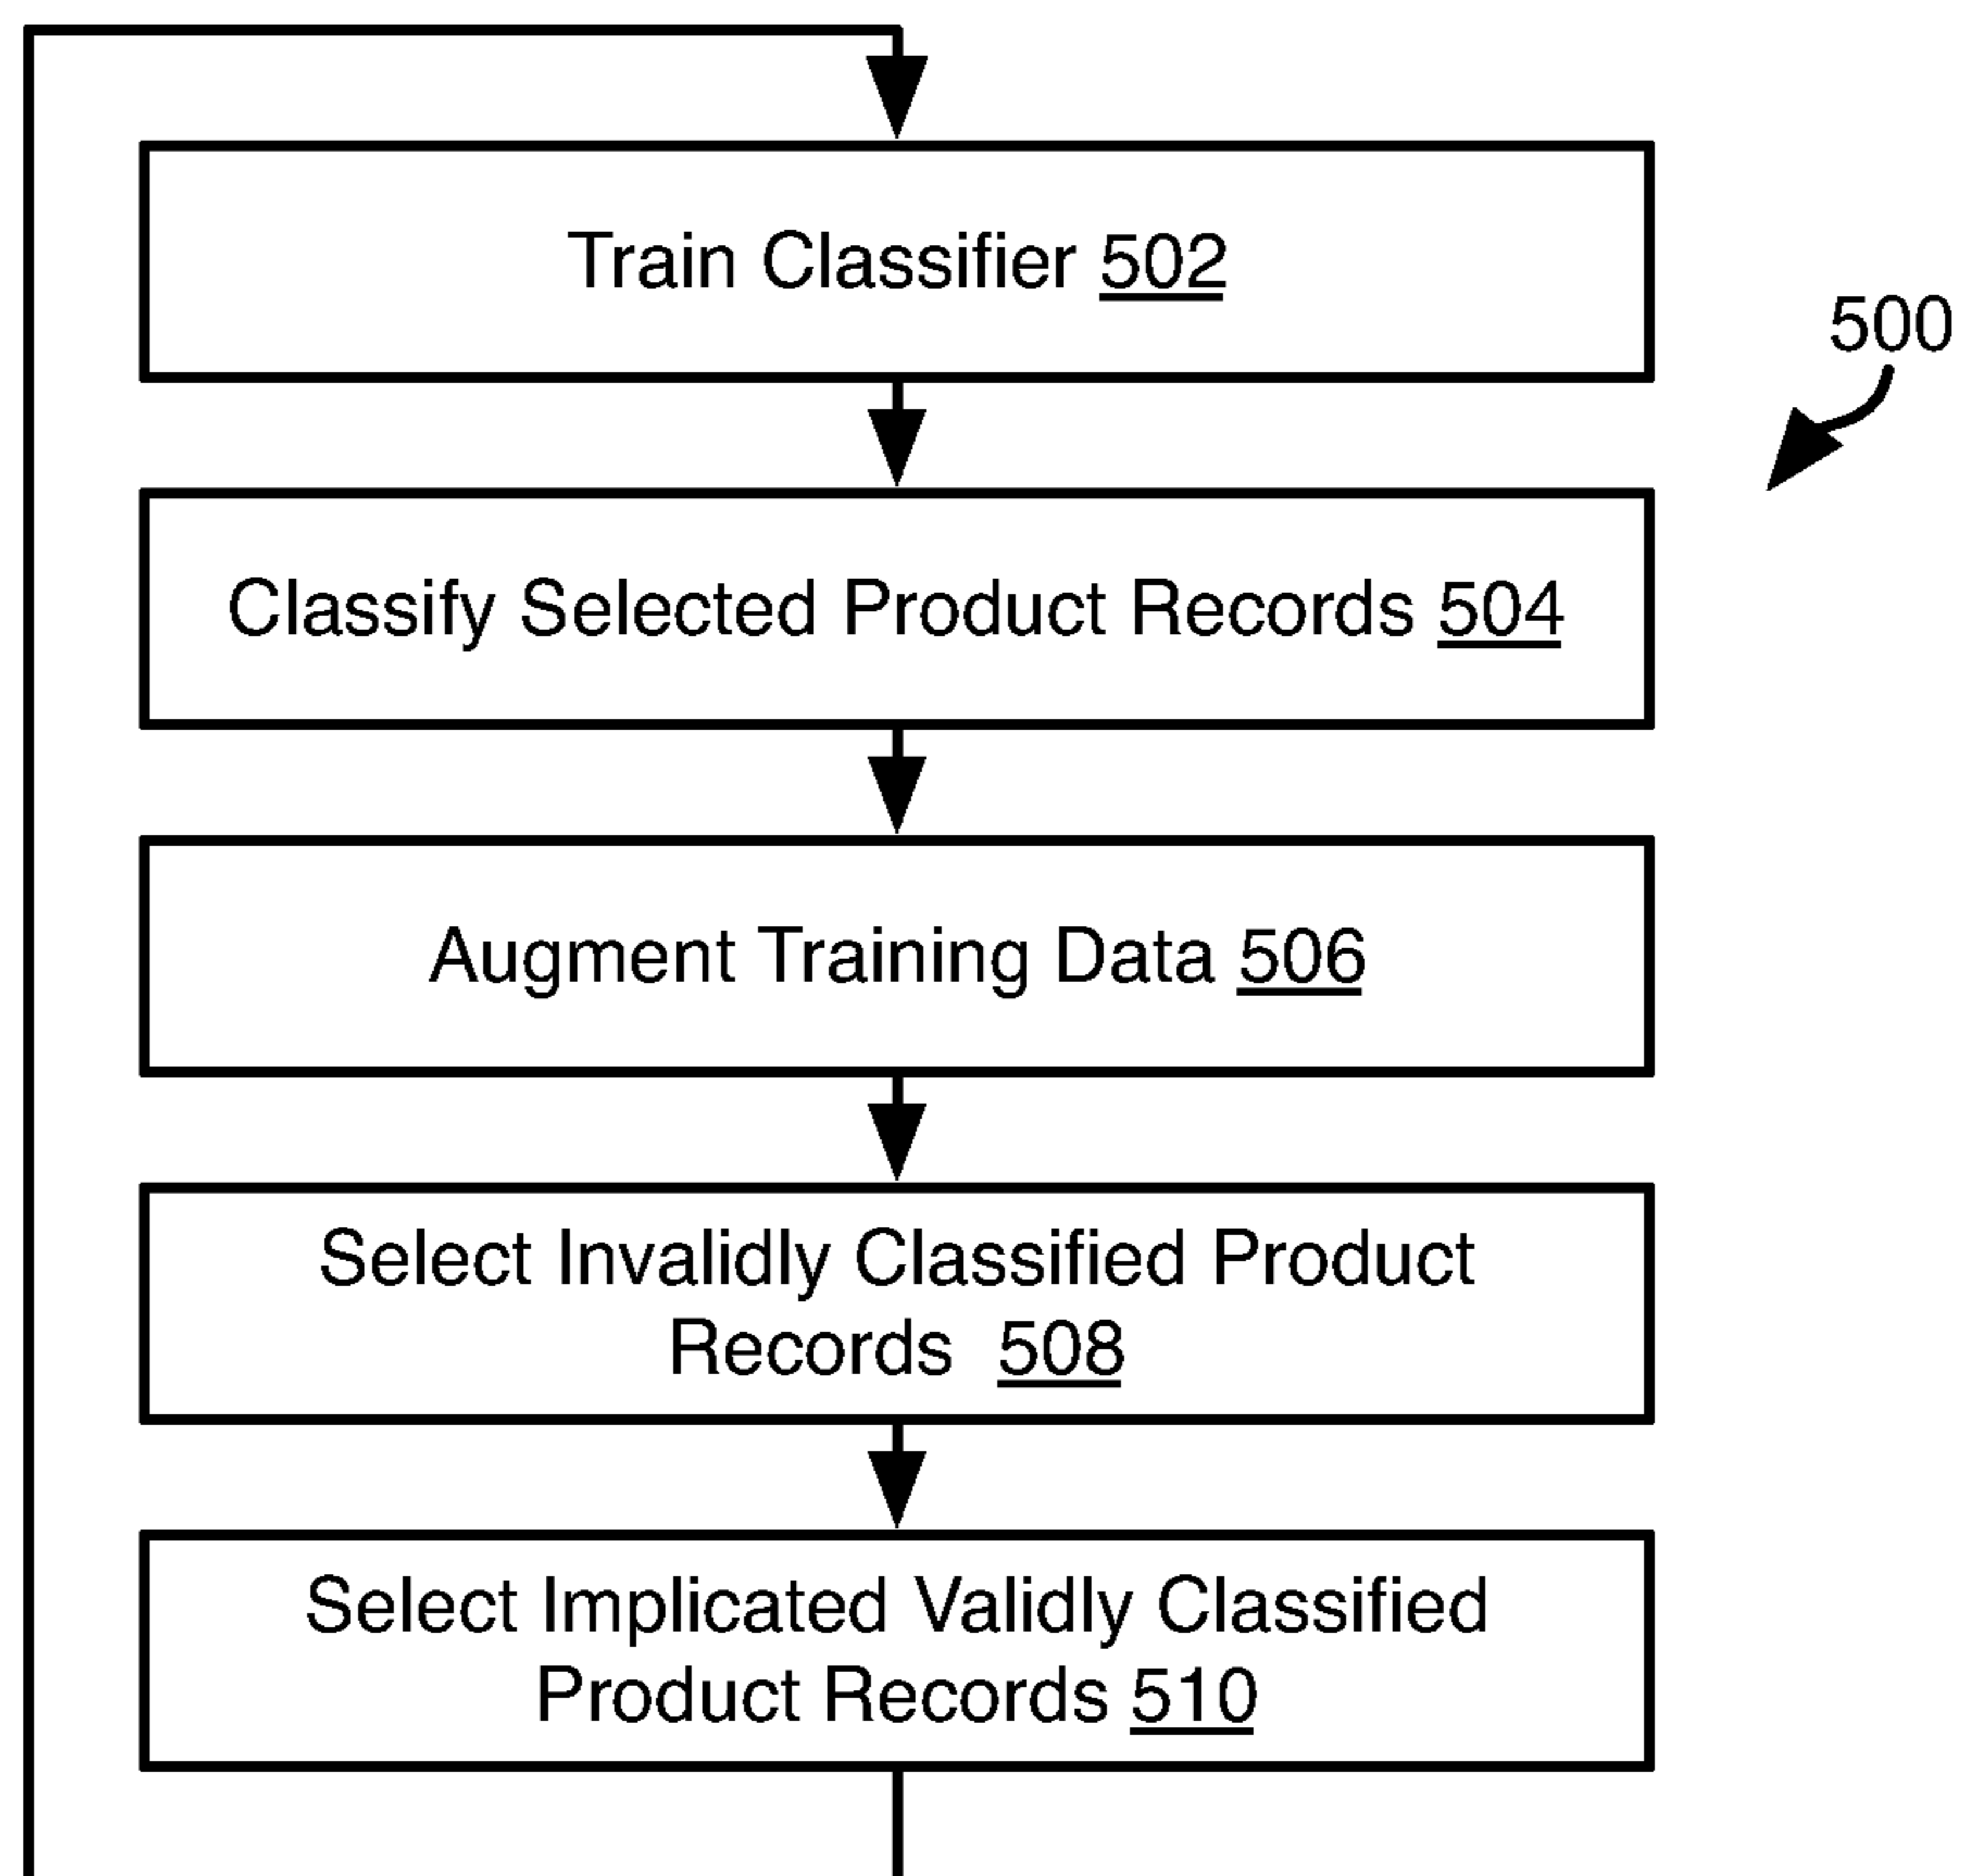 Train Classifier 502
500
Classify Selected Product Records 504
Augment Training Data 506
Select Invalidly Classified Product
Records 508
Select Implicated Validly Classified
Product Records 510